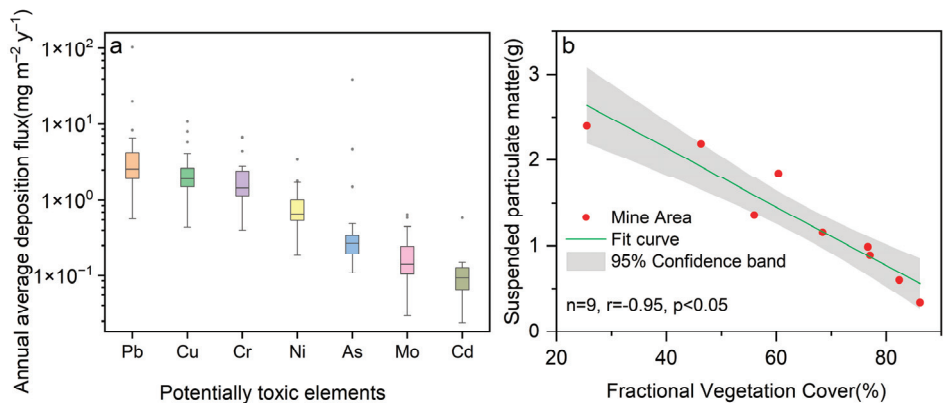 a
Annual average deposition flux(mg m⁻² y⁻¹)
1×10²
1×10¹
1×10⁰
1×10⁻¹
Pb Cu Cr Ni As Mo Cd
Potentially toxic elements
b
Suspended particulate matter(g)
4
3
2
1
0
Mine Area
Fit curve
95% Confidence band
n=9, r=-0.95, p<0.05
20 40 60 80
Fractional Vegetation Cover(%)